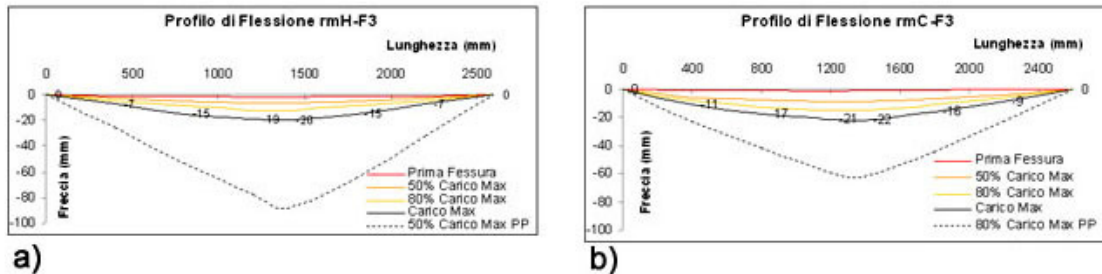 Profilo di Flessione rmH-F3
Lunghezza (mm)
0 500 1000 1500 2000 2500
0
-20
-40
-60
-80
-100
Freccia (mm)
0 -7 -15 -19 -20 -15 -7 0
Prima Fessura
50% Carico Max
80% Carico Max
Carico Max
50% Carico Max PP
a)
Profilo di Flessione rmC-F3
Lunghezza (mm)
0 400 800 1200 1600 2000 2400
0
-20
-40
-60
-80
-100
Freccia (mm)
0 -11 17 -21 -22 -16 -9 0
Prima Fessura
50% Carico Max
80% Carico Max
Carico Max
80% Carico Max PP
b)